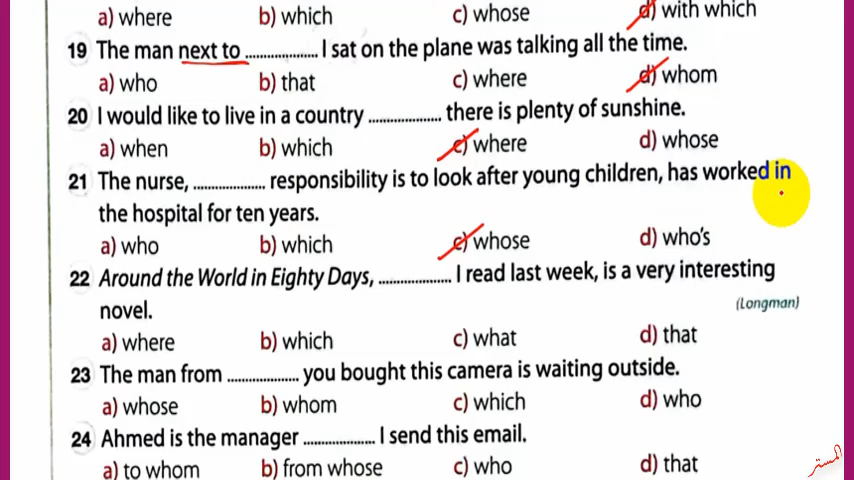 a) where b) which c) whose d) with which
19 The man next to .................... I sat on the plane was talking all the time.
a) who b) that c) where d) whom
20 I would like to live in a country .................... there is plenty of sunshine.
a) when b) which c) where d) whose
21 The nurse, .................... responsibility is to look after young children, has worked in
the hospital for ten years.
a) who b) which c) whose d) who's
22 Around the World in Eighty Days, .................... I read last week, is a very interesting
novel.
(Longman)
a) where b) which c) what d) that
23 The man from .................... you bought this camera is waiting outside.
a) whose b) whom c) which d) who
24 Ahmed is the manager .................... I send this email.
a) to whom b) from whose c) who d) that
المستر